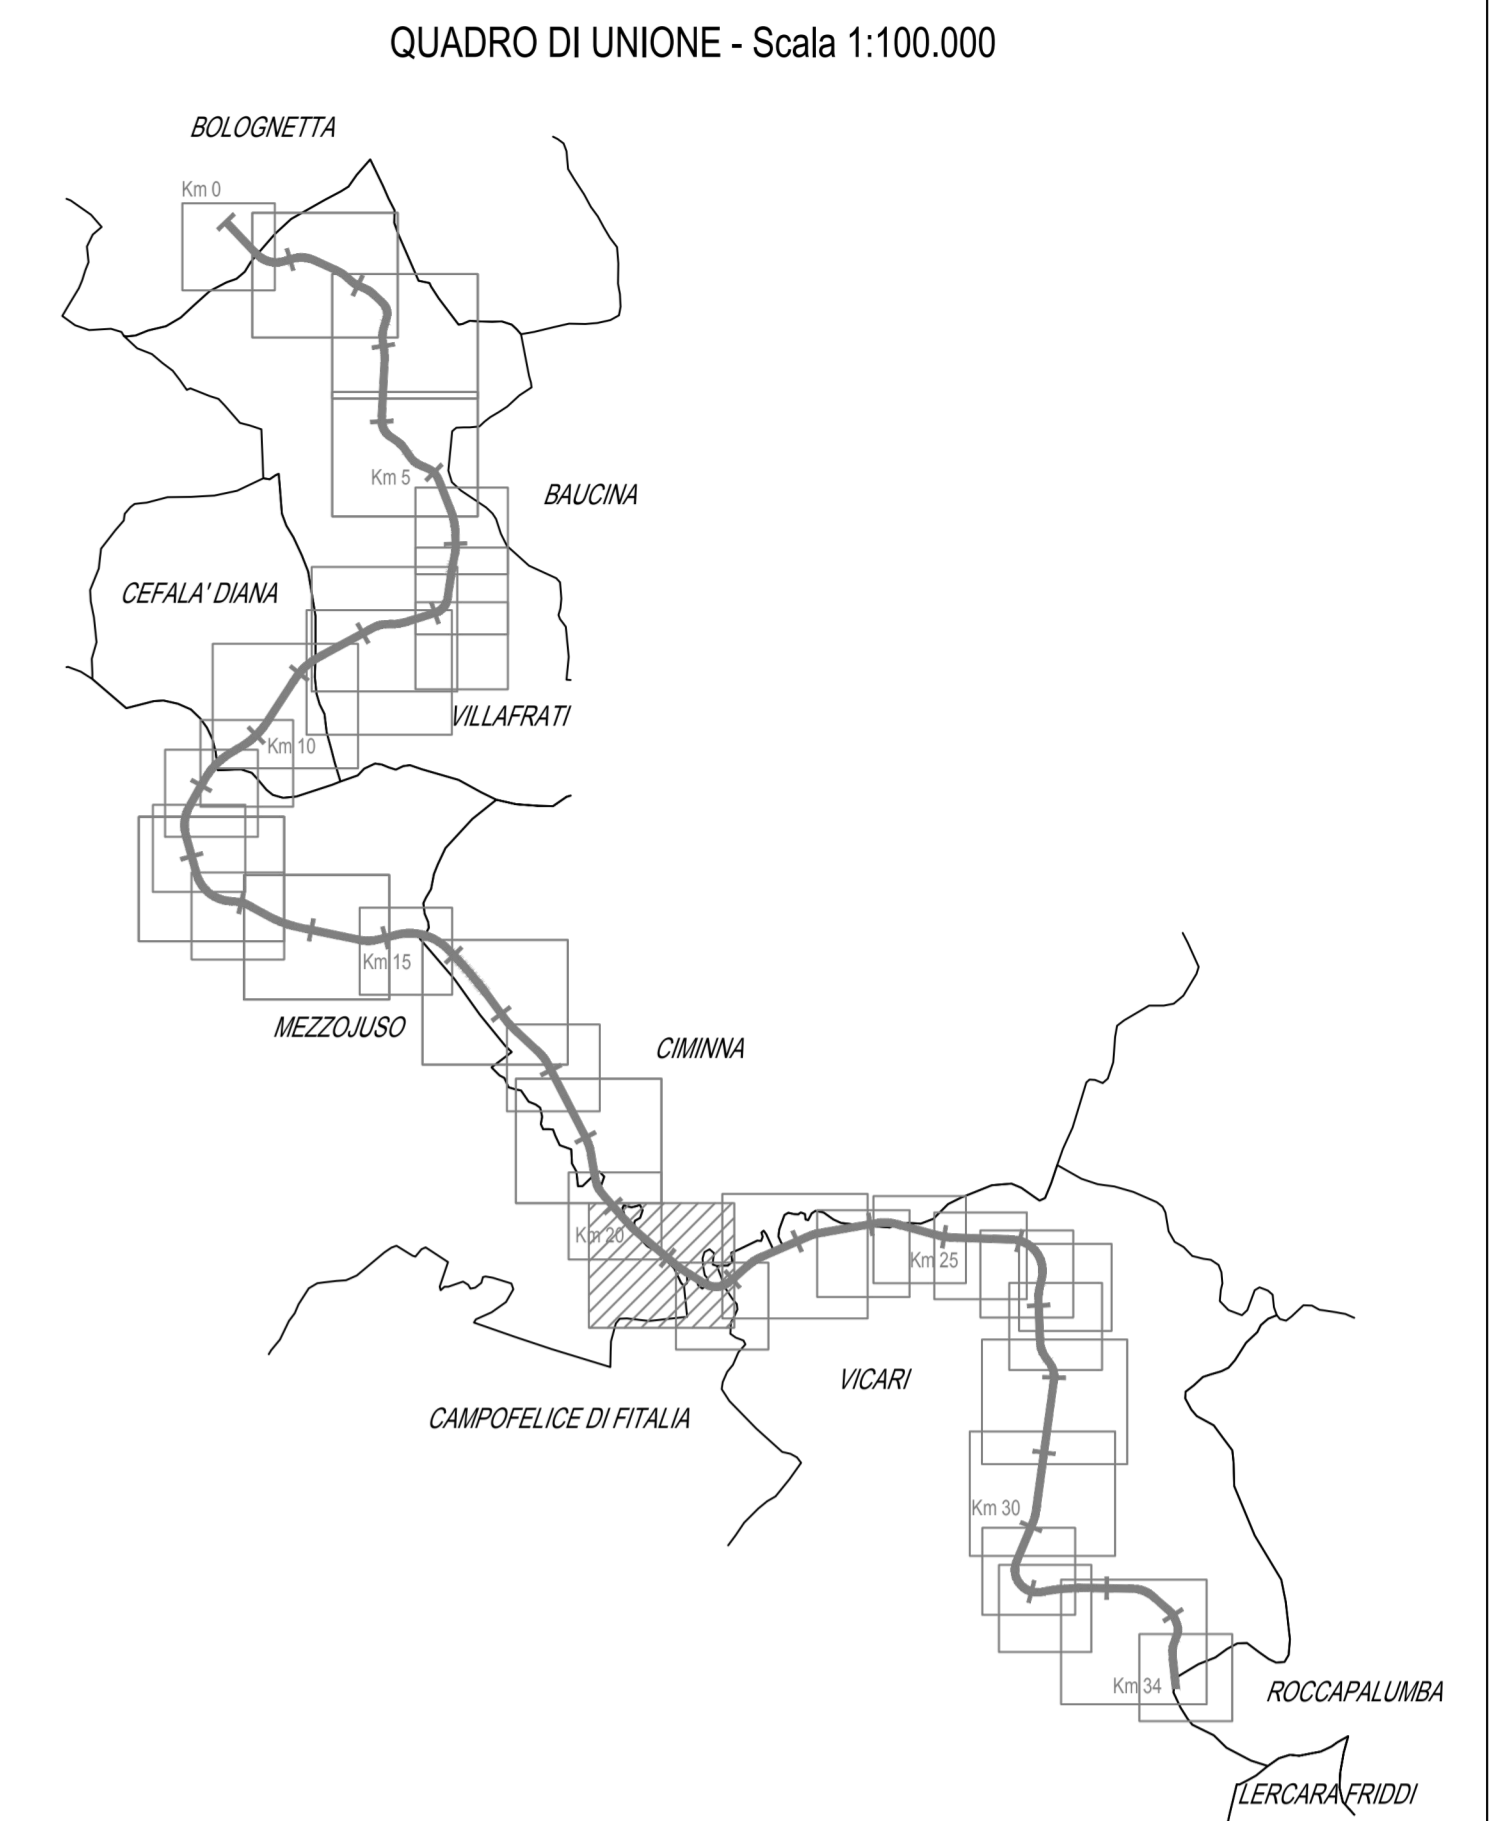 QUADRO DI UNIONE - Scala 1:100.000
BOLOGNETTA
Km 0
Km 5
BAUCINA
CEFALA' DIANA
VILLAFRATI
Km 10
Km 15
MEZZOJUSO
CIMINNA
Km 20
Km 25
VICARI
CAMPOFELICE DI FITALIA
Km 30
Km 34
ROCCAPALUMBA
LERCARA FRIDDI